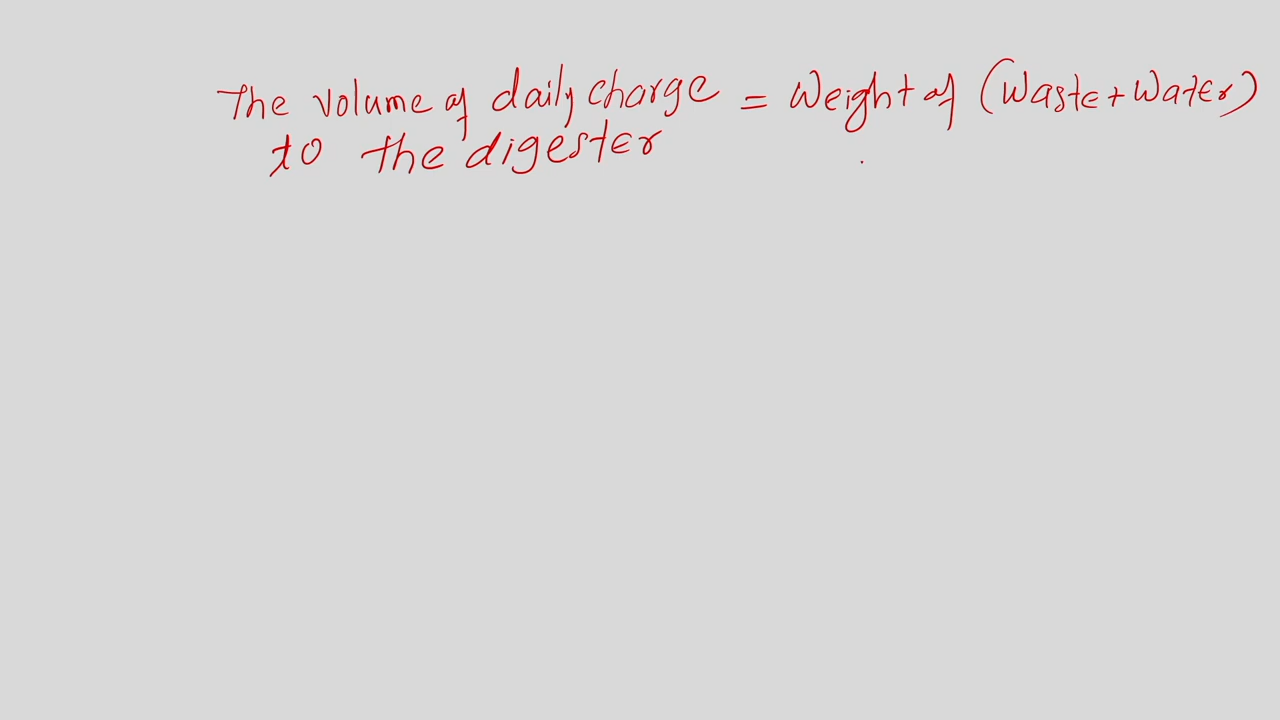 The volume of daily charge = Weight of (Waste + Water)
to the digester